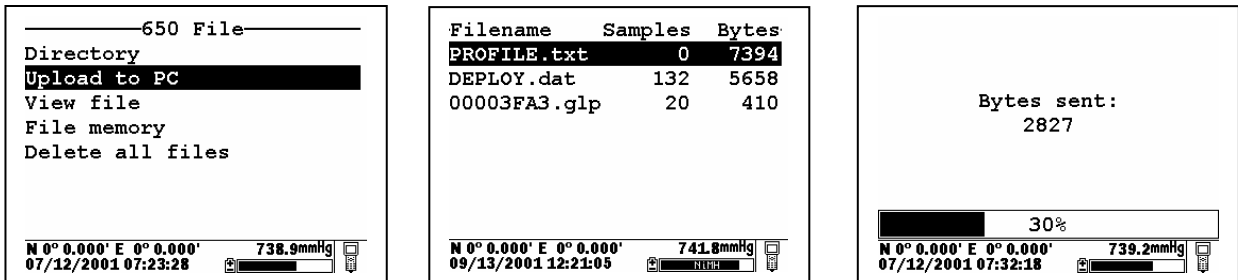 650 File
Directory
Upload to PC
View file
File memory
Delete all files
N 0° 0.000' E 0° 0.000' 738.9mmHg
07/12/2001 07:23:28
Filename Samples Bytes
PROFILE.txt 0 7394
DEPLOY.dat 132 5658
00003FA3.glp 20 410
N 0° 0.000' E 0° 0.000' 741.8mmHg
09/13/2001 12:21:05 NiMH
Bytes sent:
2827
30%
N 0° 0.000' E 0° 0.000' 739.2mmHg
07/12/2001 07:32:18